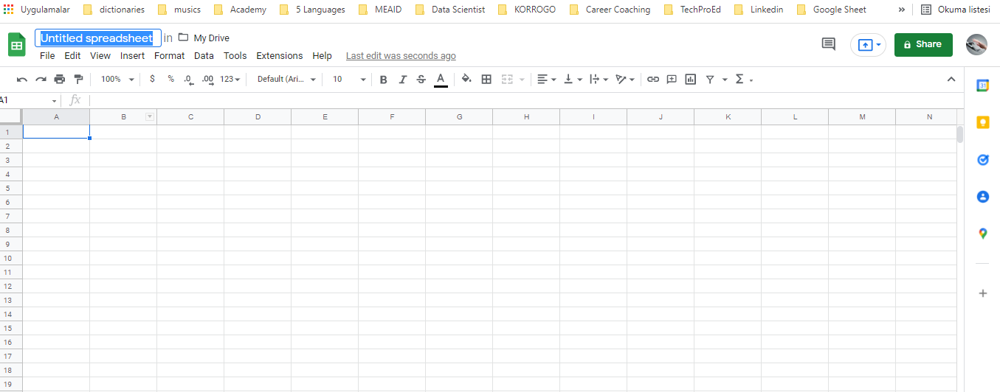 Uygulamalar dictionaries musics Academy 5 Languages MEAID Data Scientist KORROGO Career Coaching TechProEd Linkedin Google Sheet » Okuma listesi
Untitled spreadsheet in My Drive
File Edit View Insert Format Data Tools Extensions Help Last edit was seconds ago
Share
100% $ % .0 .00 123 Default (Ari... 10 B I S A Σ
31
A1 fx
A B C D E F G H I J K L M N
1
2
3
4
5
6
7
8
9
10
11
12
13
14
15
16
17
18
19